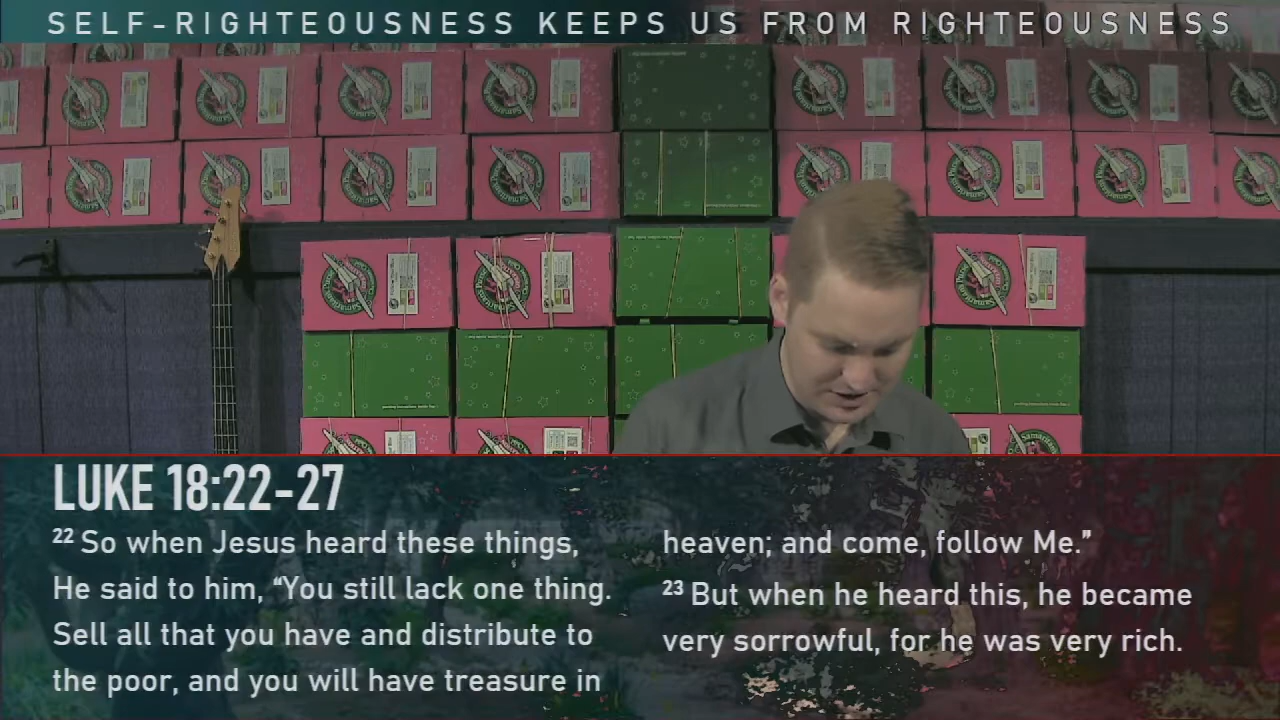 SELF-RIGHTEOUSNESS KEEPS US FROM RIGHTEOUSNESS
LUKE 18:22-27
22 So when Jesus heard these things,
He said to him, “You still lack one thing.
Sell all that you have and distribute to
the poor, and you will have treasure in
heaven; and come, follow Me.”
23 But when he heard this, he became
very sorrowful, for he was very rich.